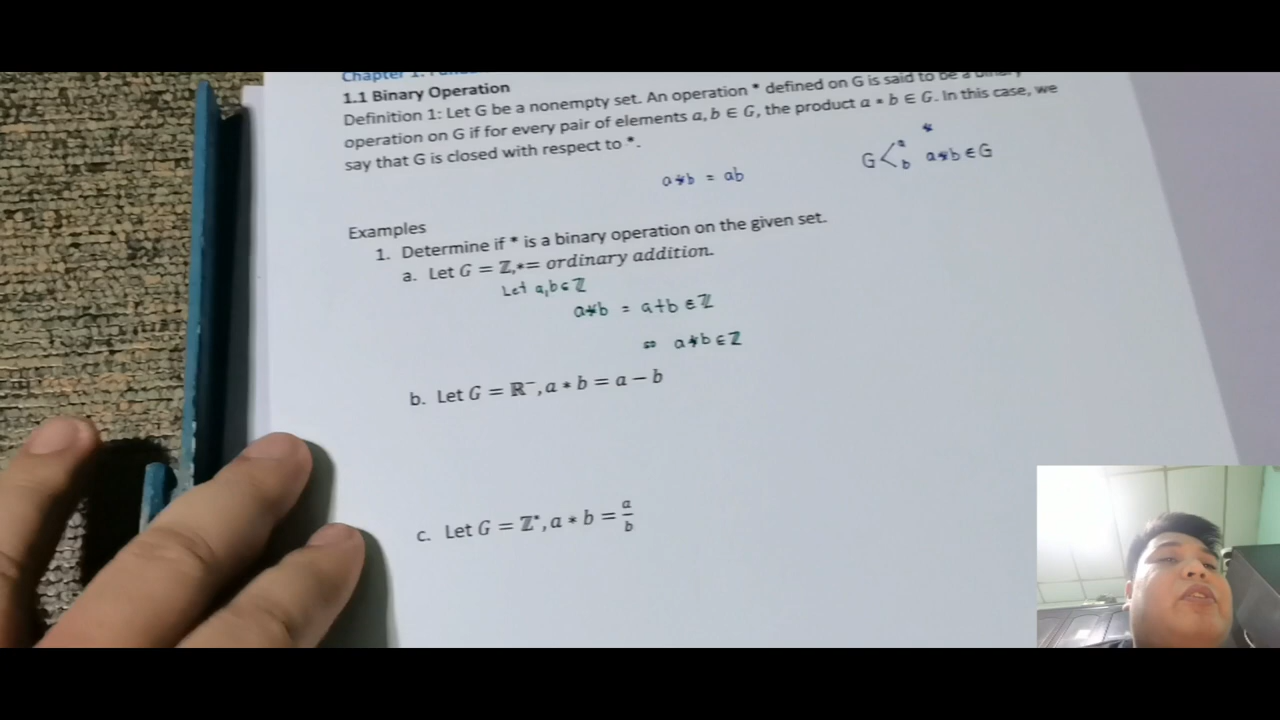 Chapter 1.
1.1 Binary Operation
Definition 1: Let G be a nonempty set. An operation * defined on G is said to be a binary
operation on G if for every pair of elements a, b ∈ G, the product a * b ∈ G. In this case, we
say that G is closed with respect to *.
*
a*b = ab
G < a b a*b ∈ G
Examples
1. Determine if * is a binary operation on the given set.
a. Let G = ℤ,*= ordinary addition.
Let a,b ∈ ℤ
a*b = a+b ∈ ℤ
⇒ a*b ∈ ℤ
b. Let G = ℝ⁻, a * b = a − b
c. Let G = ℤ*, a * b = a/b